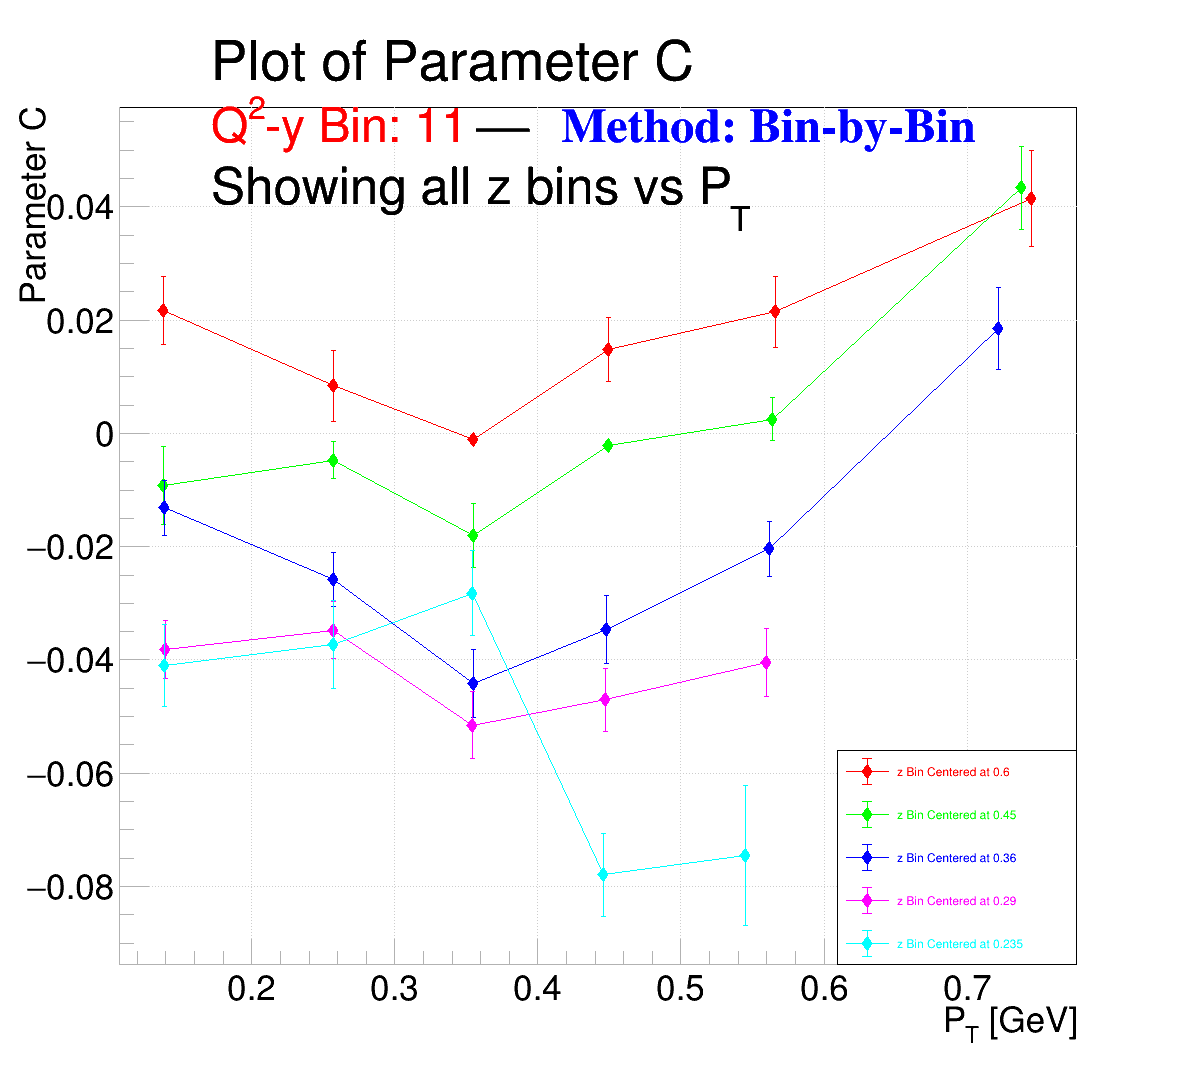 Plot of Parameter C
Q²-y Bin: 11 — Method: Bin-by-Bin
Showing all z bins vs P_T
Parameter C
0.04
0.02
0
−0.02
−0.04
−0.06
−0.08
z Bin Centered at 0.6
z Bin Centered at 0.45
z Bin Centered at 0.36
z Bin Centered at 0.29
z Bin Centered at 0.235
0.2 0.3 0.4 0.5 0.6 0.7
P_T [GeV]